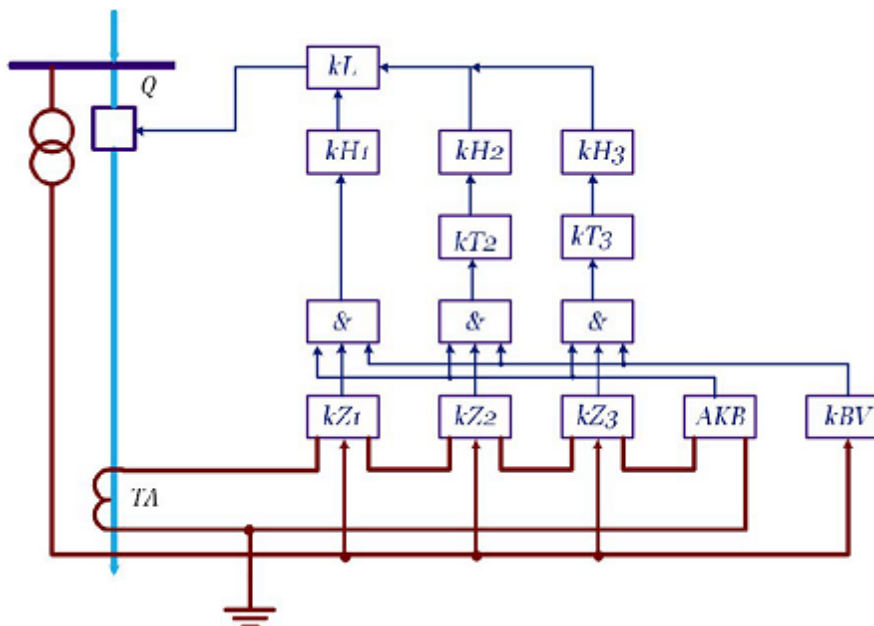 Q
kL
kH1 kH2 kH3
kT2 kT3
& & &
kZ1 kZ2 kZ3 AKB kBV
TA